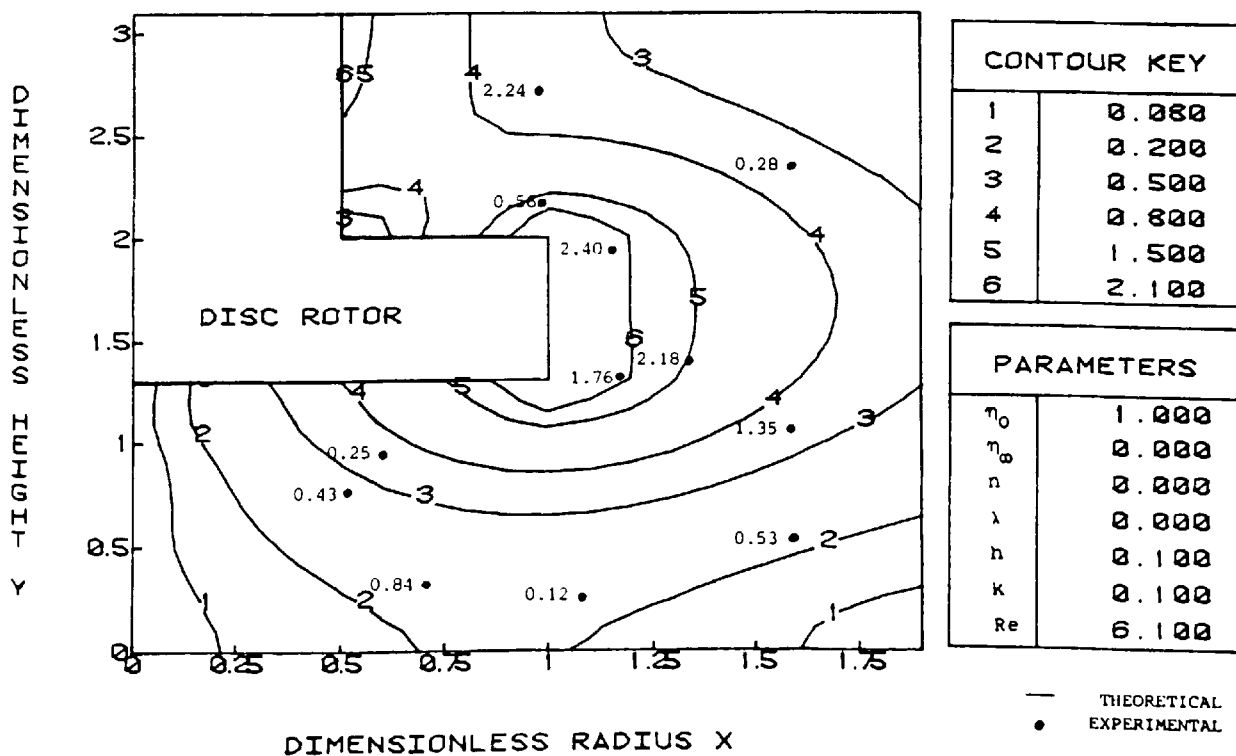 DIMENSIONLESS HEIGHT Y
3
2.5
2
1.5
1
0.5
0
0 0.25 0.5 0.75 1 1.25 1.5 1.75
DIMENSIONLESS RADIUS X
DISC ROTOR
6 5 4 3
2.24
0.28
4
0.56
3
4
2.40
5
6
2.18
1.76
5
4 4
3
1.35
2
0.25
0.43
3
0.53
2
0.84
2
0.12
1 1
CONTOUR KEY
1 0.080
2 0.200
3 0.500
4 0.800
5 1.500
6 2.100
PARAMETERS
η₀ 1.000
η∞ 0.000
n 0.000
λ 0.000
h 0.100
K 0.100
Re 6.100
— THEORETICAL
● EXPERIMENTAL